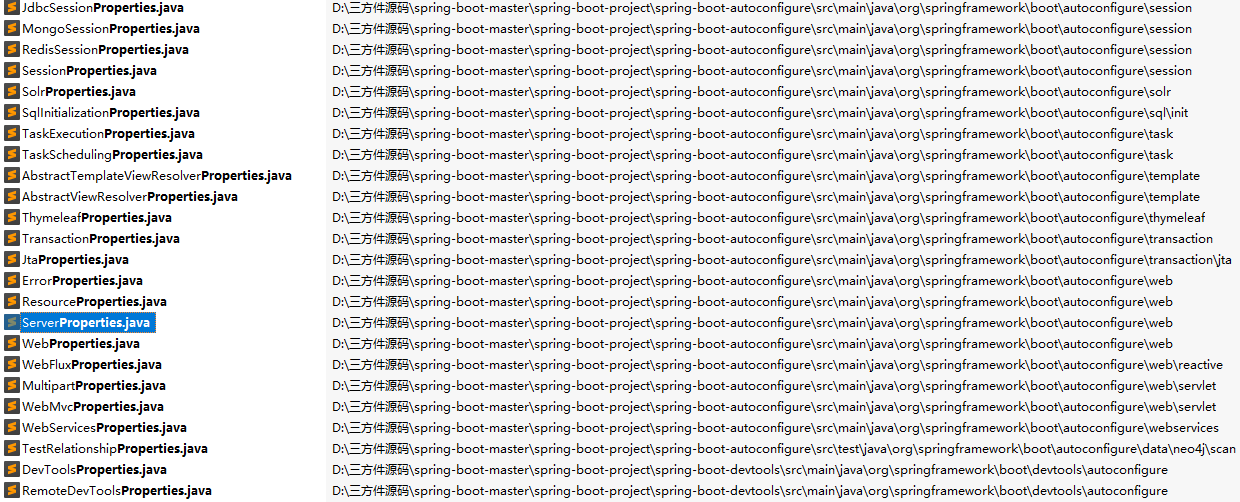 JdbcSessionProperties.java D:\三方件源码\spring-boot-master\spring-boot-project\spring-boot-autoconfigure\src\main\java\org\springframework\boot\autoconfigure\session
MongoSessionProperties.java D:\三方件源码\spring-boot-master\spring-boot-project\spring-boot-autoconfigure\src\main\java\org\springframework\boot\autoconfigure\session
RedisSessionProperties.java D:\三方件源码\spring-boot-master\spring-boot-project\spring-boot-autoconfigure\src\main\java\org\springframework\boot\autoconfigure\session
SessionProperties.java D:\三方件源码\spring-boot-master\spring-boot-project\spring-boot-autoconfigure\src\main\java\org\springframework\boot\autoconfigure\session
SolrProperties.java D:\三方件源码\spring-boot-master\spring-boot-project\spring-boot-autoconfigure\src\main\java\org\springframework\boot\autoconfigure\solr
SqlInitializationProperties.java D:\三方件源码\spring-boot-master\spring-boot-project\spring-boot-autoconfigure\src\main\java\org\springframework\boot\autoconfigure\sql\init
TaskExecutionProperties.java D:\三方件源码\spring-boot-master\spring-boot-project\spring-boot-autoconfigure\src\main\java\org\springframework\boot\autoconfigure\task
TaskSchedulingProperties.java D:\三方件源码\spring-boot-master\spring-boot-project\spring-boot-autoconfigure\src\main\java\org\springframework\boot\autoconfigure\task
AbstractTemplateViewResolverProperties.java D:\三方件源码\spring-boot-master\spring-boot-project\spring-boot-autoconfigure\src\main\java\org\springframework\boot\autoconfigure\template
AbstractViewResolverProperties.java D:\三方件源码\spring-boot-master\spring-boot-project\spring-boot-autoconfigure\src\main\java\org\springframework\boot\autoconfigure\template
ThymeleafProperties.java D:\三方件源码\spring-boot-master\spring-boot-project\spring-boot-autoconfigure\src\main\java\org\springframework\boot\autoconfigure\thymeleaf
TransactionProperties.java D:\三方件源码\spring-boot-master\spring-boot-project\spring-boot-autoconfigure\src\main\java\org\springframework\boot\autoconfigure\transaction
JtaProperties.java D:\三方件源码\spring-boot-master\spring-boot-project\spring-boot-autoconfigure\src\main\java\org\springframework\boot\autoconfigure\transaction\jta
ErrorProperties.java D:\三方件源码\spring-boot-master\spring-boot-project\spring-boot-autoconfigure\src\main\java\org\springframework\boot\autoconfigure\web
ResourceProperties.java D:\三方件源码\spring-boot-master\spring-boot-project\spring-boot-autoconfigure\src\main\java\org\springframework\boot\autoconfigure\web
ServerProperties.java D:\三方件源码\spring-boot-master\spring-boot-project\spring-boot-autoconfigure\src\main\java\org\springframework\boot\autoconfigure\web
WebProperties.java D:\三方件源码\spring-boot-master\spring-boot-project\spring-boot-autoconfigure\src\main\java\org\springframework\boot\autoconfigure\web
WebFluxProperties.java D:\三方件源码\spring-boot-master\spring-boot-project\spring-boot-autoconfigure\src\main\java\org\springframework\boot\autoconfigure\web\reactive
MultipartProperties.java D:\三方件源码\spring-boot-master\spring-boot-project\spring-boot-autoconfigure\src\main\java\org\springframework\boot\autoconfigure\web\servlet
WebMvcProperties.java D:\三方件源码\spring-boot-master\spring-boot-project\spring-boot-autoconfigure\src\main\java\org\springframework\boot\autoconfigure\web\servlet
WebServicesProperties.java D:\三方件源码\spring-boot-master\spring-boot-project\spring-boot-autoconfigure\src\main\java\org\springframework\boot\autoconfigure\webservices
TestRelationshipProperties.java D:\三方件源码\spring-boot-master\spring-boot-project\spring-boot-autoconfigure\src\test\java\org\springframework\boot\autoconfigure\data\neo4j\scan
DevToolsProperties.java D:\三方件源码\spring-boot-master\spring-boot-project\spring-boot-devtools\src\main\java\org\springframework\boot\devtools\autoconfigure
RemoteDevToolsProperties.java D:\三方件源码\spring-boot-master\spring-boot-project\spring-boot-devtools\src\main\java\org\springframework\boot\devtools\autoconfigure